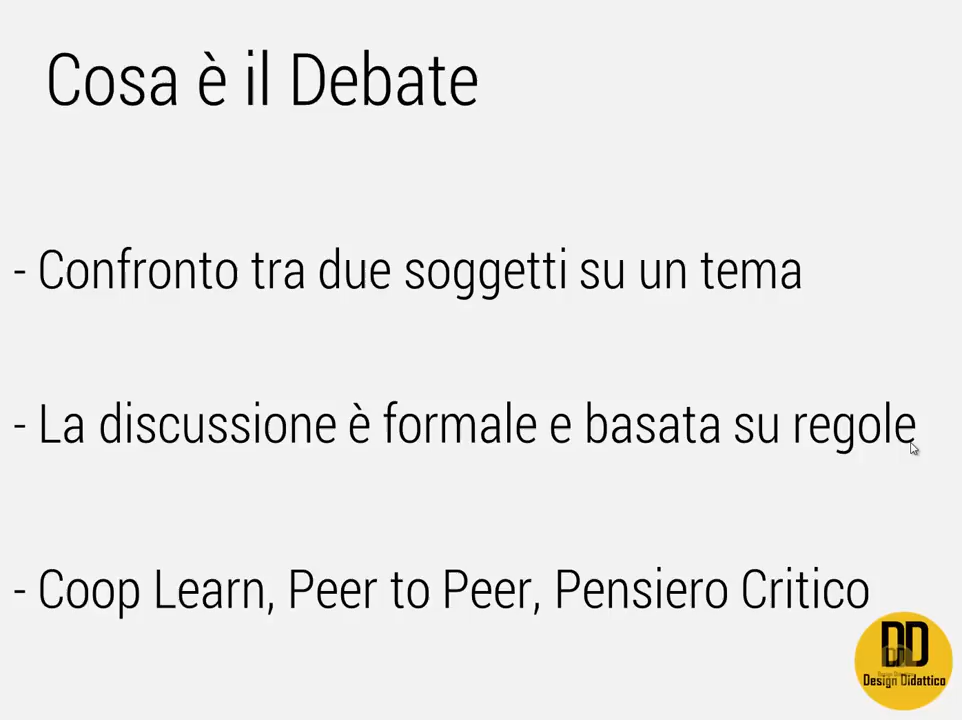 Cosa è il Debate
- Confronto tra due soggetti su un tema
- La discussione è formale e basata su regole
- Coop Learn, Peer to Peer, Pensiero Critico
DD
Design Didattico